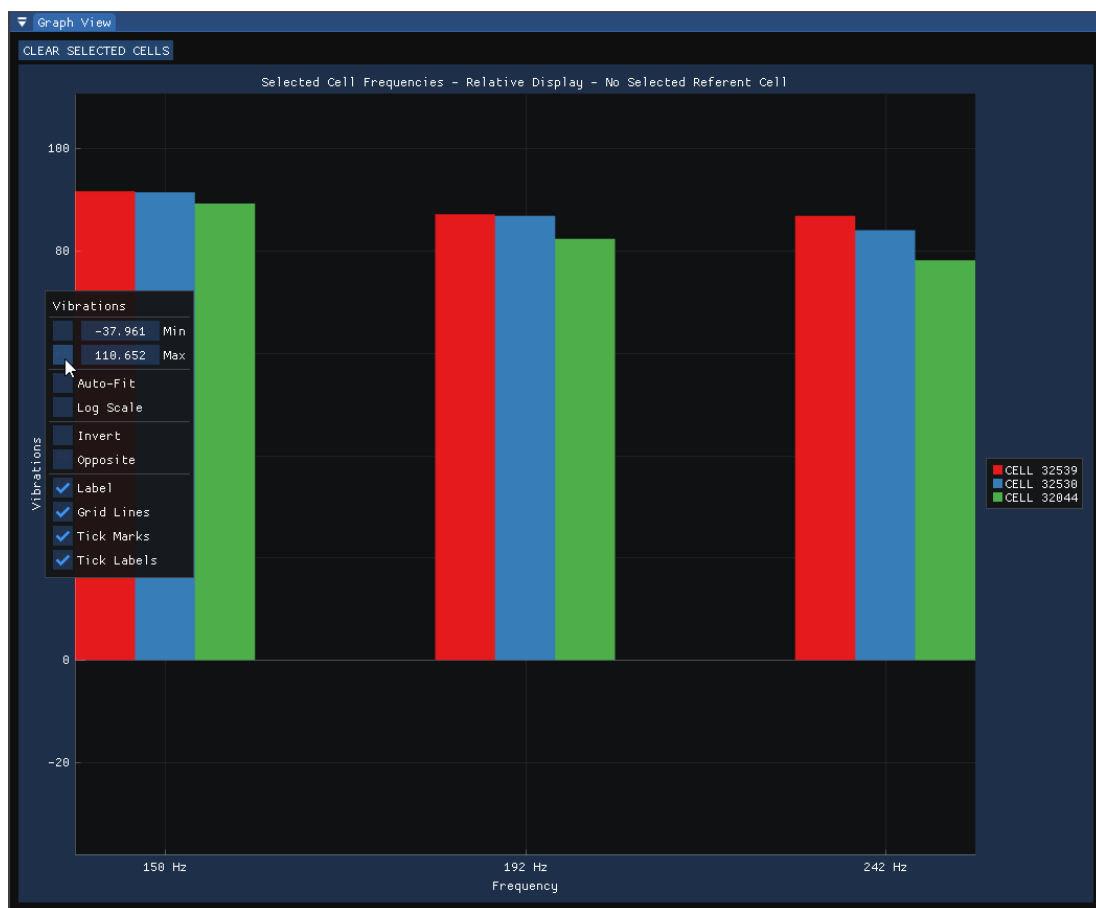 Graph View
CLEAR SELECTED CELLS
Selected Cell Frequencies - Relative Display - No Selected Referent Cell
100
80
Vibrations
-37.961 Min
110.652 Max
Auto-Fit
Log Scale
Invert
Opposite
Label
Grid Lines
Tick Marks
Tick Labels
Vibrations
0
-20
150 Hz
192 Hz
242 Hz
Frequency
CELL 32539
CELL 32530
CELL 32044